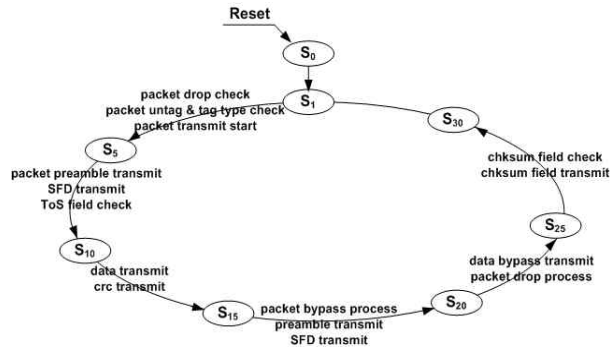 Reset
S0
S1
packet drop check
packet untag & tag type check
packet transmit start
S5
packet preamble transmit
SFD transmit
ToS field check
S10
data transmit
crc transmit
S15
packet bypass process
preamble transmit
SFD transmit
S20
data bypass transmit
packet drop process
S25
chksum field check
chksum field transmit
S30